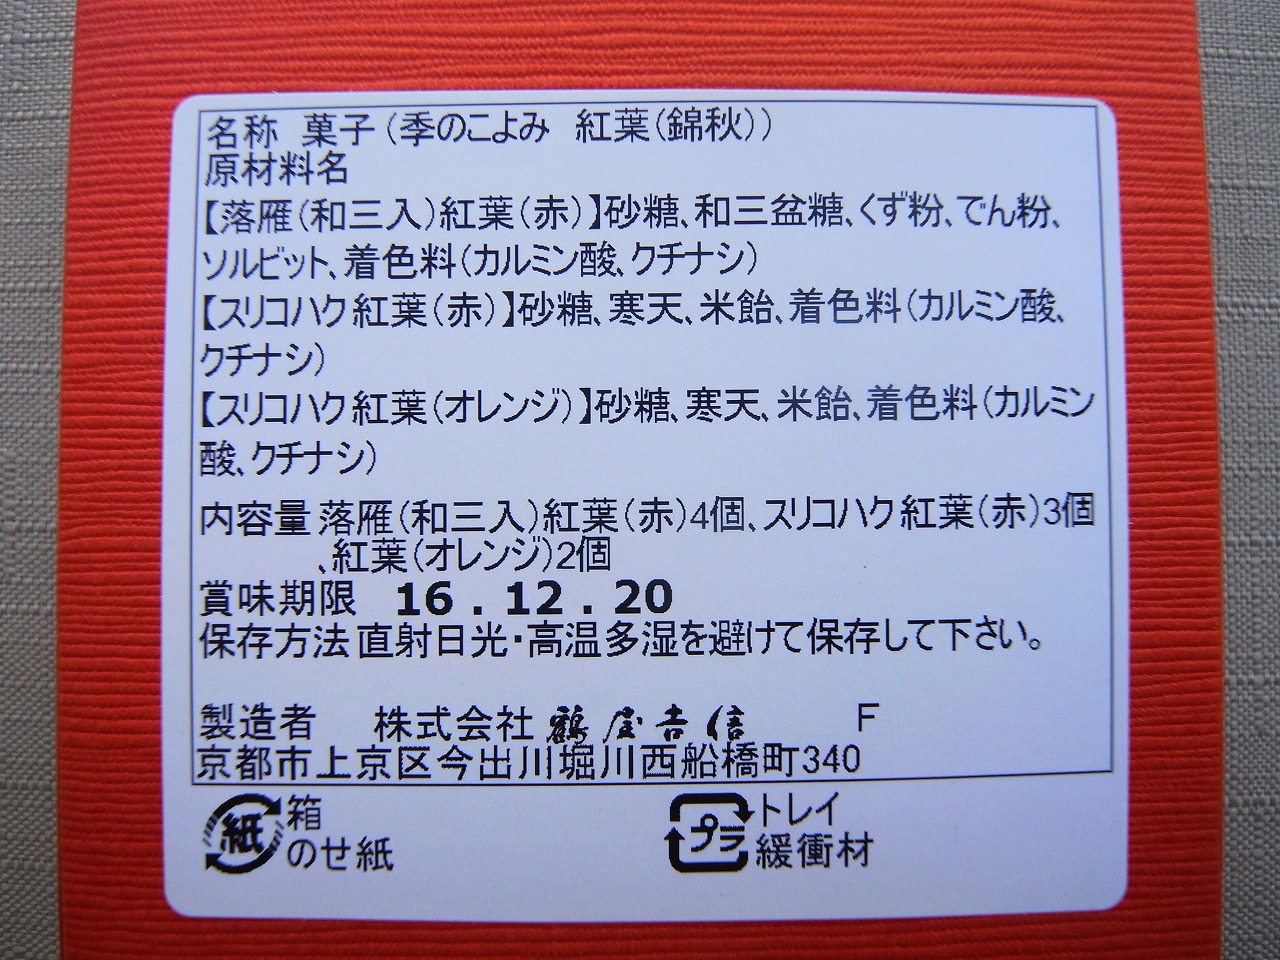 名称 菓子(季のこよみ 紅葉(錦秋))
原材料名
【落雁(和三入)紅葉(赤)】砂糖、和三盆糖、くず粉、でん粉、
ソルビット、着色料(カルミン酸、クチナシ)
【スリコハク紅葉(赤)】砂糖、寒天、米飴、着色料(カルミン酸、
クチナシ)
【スリコハク紅葉(オレンジ)】砂糖、寒天、米飴、着色料(カルミン
酸、クチナシ)
内容量 落雁(和三入)紅葉(赤)4個、スリコハク紅葉(赤)3個
、紅葉(オレンジ)2個
賞味期限 16.12.20
保存方法 直射日光・高温多湿を避けて保存して下さい。
製造者 株式会社 鶴屋吉信 F
京都市上京区今出川堀川西船橋町340
紙 箱
のせ紙
プラ トレイ
緩衝材